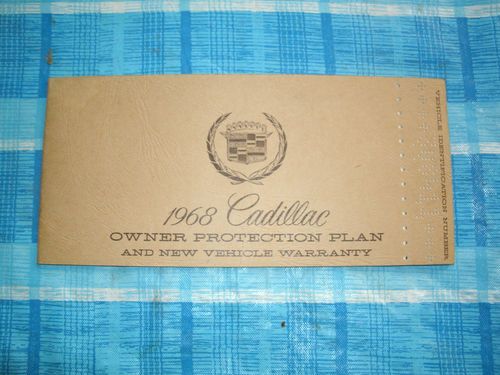 1968 Cadillac
OWNER PROTECTION PLAN
AND NEW VEHICLE WARRANTY
VEHICLE IDENTIFICATION NUMBER